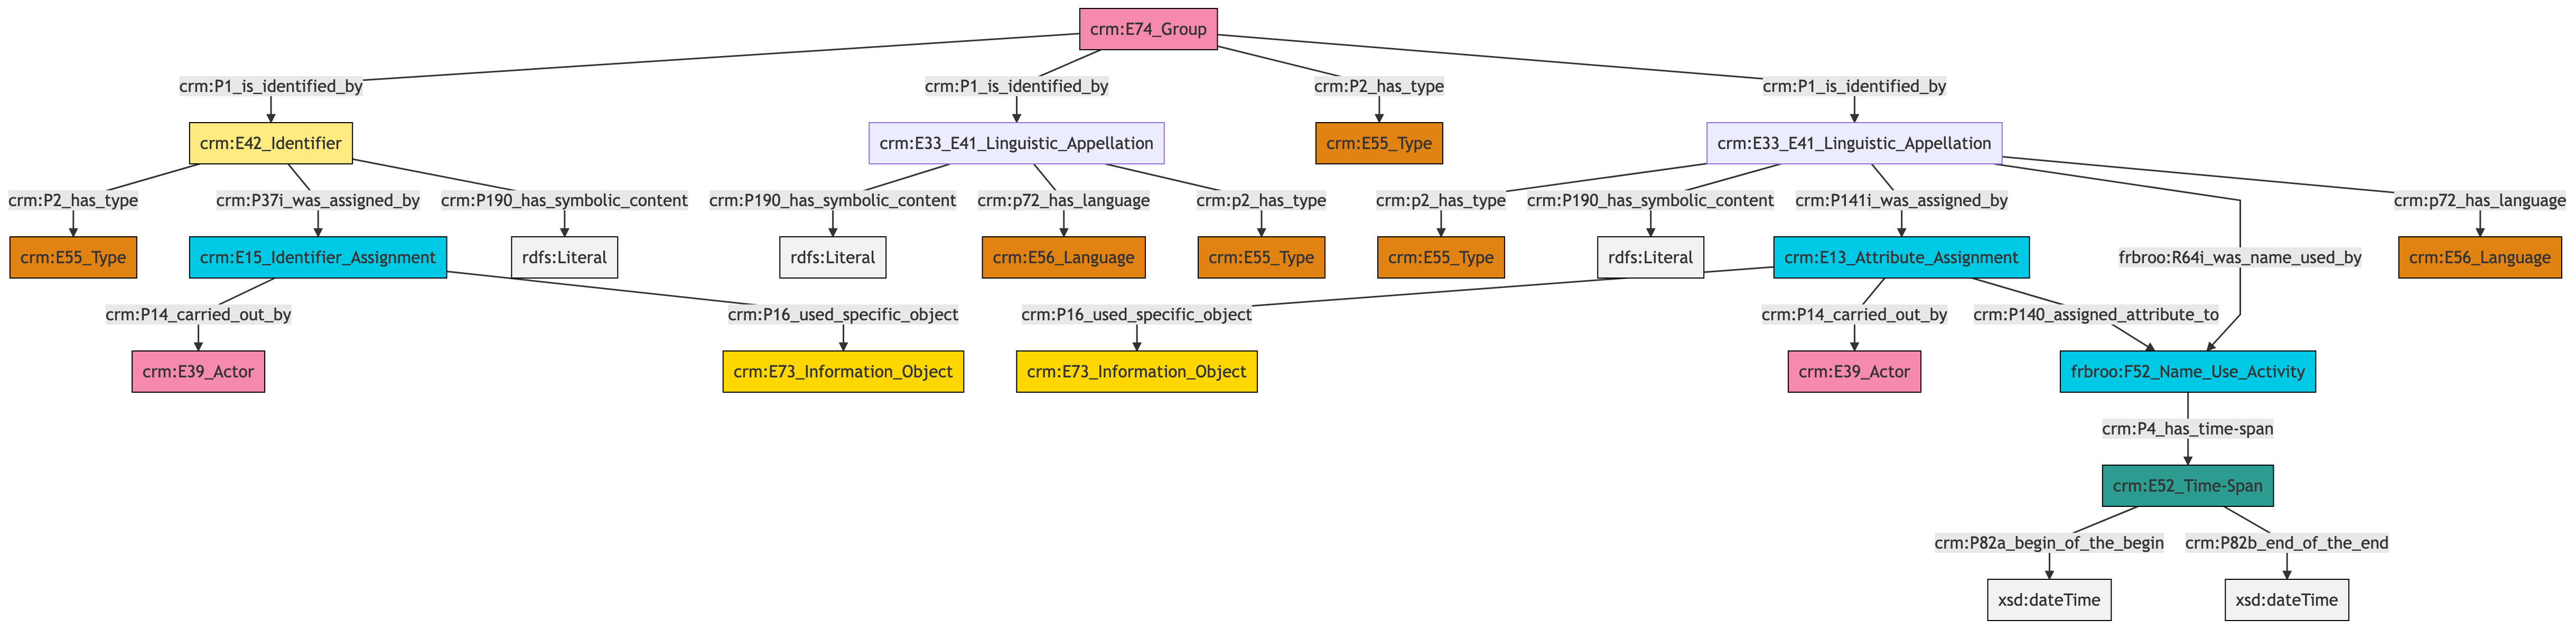 crm:E74_Group
crm:P1_is_identified_by
crm:P1_is_identified_by
crm:P2_has_type
crm:P1_is_identified_by
crm:E42_Identifier
crm:E33_E41_Linguistic_Appellation
crm:E55_Type
crm:E33_E41_Linguistic_Appellation
crm:P2_has_type
crm:P37i_was_assigned_by
crm:P190_has_symbolic_content
crm:P190_has_symbolic_content
crm:p72_has_language
crm:p2_has_type
crm:p2_has_type
crm:P190_has_symbolic_content
crm:P141i_was_assigned_by
crm:p72_has_language
crm:E55_Type
crm:E15_Identifier_Assignment
rdfs:Literal
rdfs:Literal
crm:E56_Language
crm:E55_Type
crm:E55_Type
rdfs:Literal
crm:E13_Attribute_Assignment
frbroo:R64i_was_name_used_by
crm:E56_Language
crm:P14_carried_out_by
crm:P16_used_specific_object
crm:P16_used_specific_object
crm:P14_carried_out_by
crm:P140_assigned_attribute_to
crm:E39_Actor
crm:E73_Information_Object
crm:E73_Information_Object
crm:E39_Actor
frbroo:F52_Name_Use_Activity
crm:P4_has_time-span
crm:E52_Time-Span
crm:P82a_begin_of_the_begin
crm:P82b_end_of_the_end
xsd:dateTime
xsd:dateTime